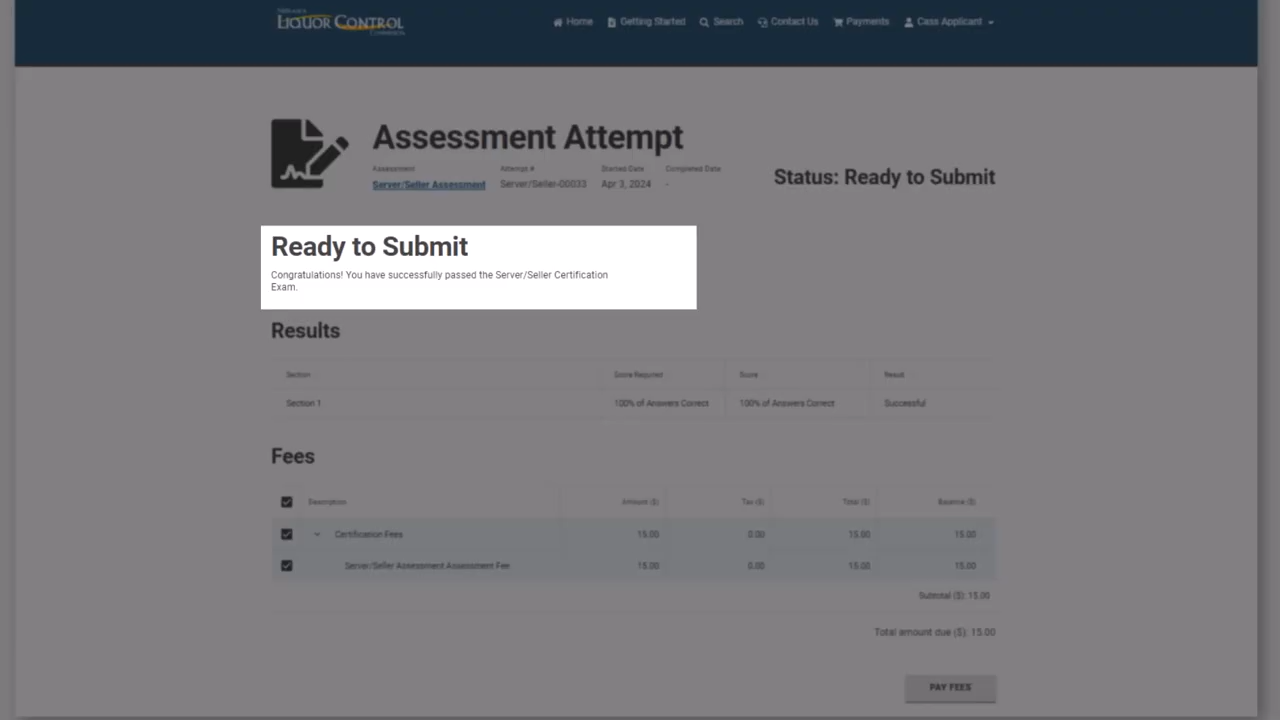 NEBRASKA
LIQUOR CONTROL
COMMISSION
Home Getting Started Search Contact Us Payments Cass Applicant
Assessment Attempt
Assessment Attempt # Started Date Completed Date
Server/Seller Assessment Server/Seller-00033 Apr 3, 2024 -
Status: Ready to Submit
Ready to Submit
Congratulations! You have successfully passed the Server/Seller Certification
Exam.
Results
Section Score Required Score Result
Section 1 100% of Answers Correct 100% of Answers Correct Successful
Fees
Description Amount ($) Tax ($) Total ($) Balance ($)
Certification Fees 15.00 0.00 15.00 15.00
Server/Seller Assessment Assessment Fee 15.00 0.00 15.00 15.00
Subtotal ($): 15.00
Total amount due ($): 15.00
PAY FEES